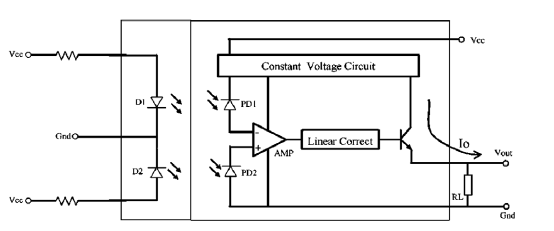 Vcc
Vcc
Constant Voltage Circuit
D1
PD1
Gnd
-
+
AMP
Linear Correct
Io
Vout
D2
PD2
RL
Vcc
Gnd